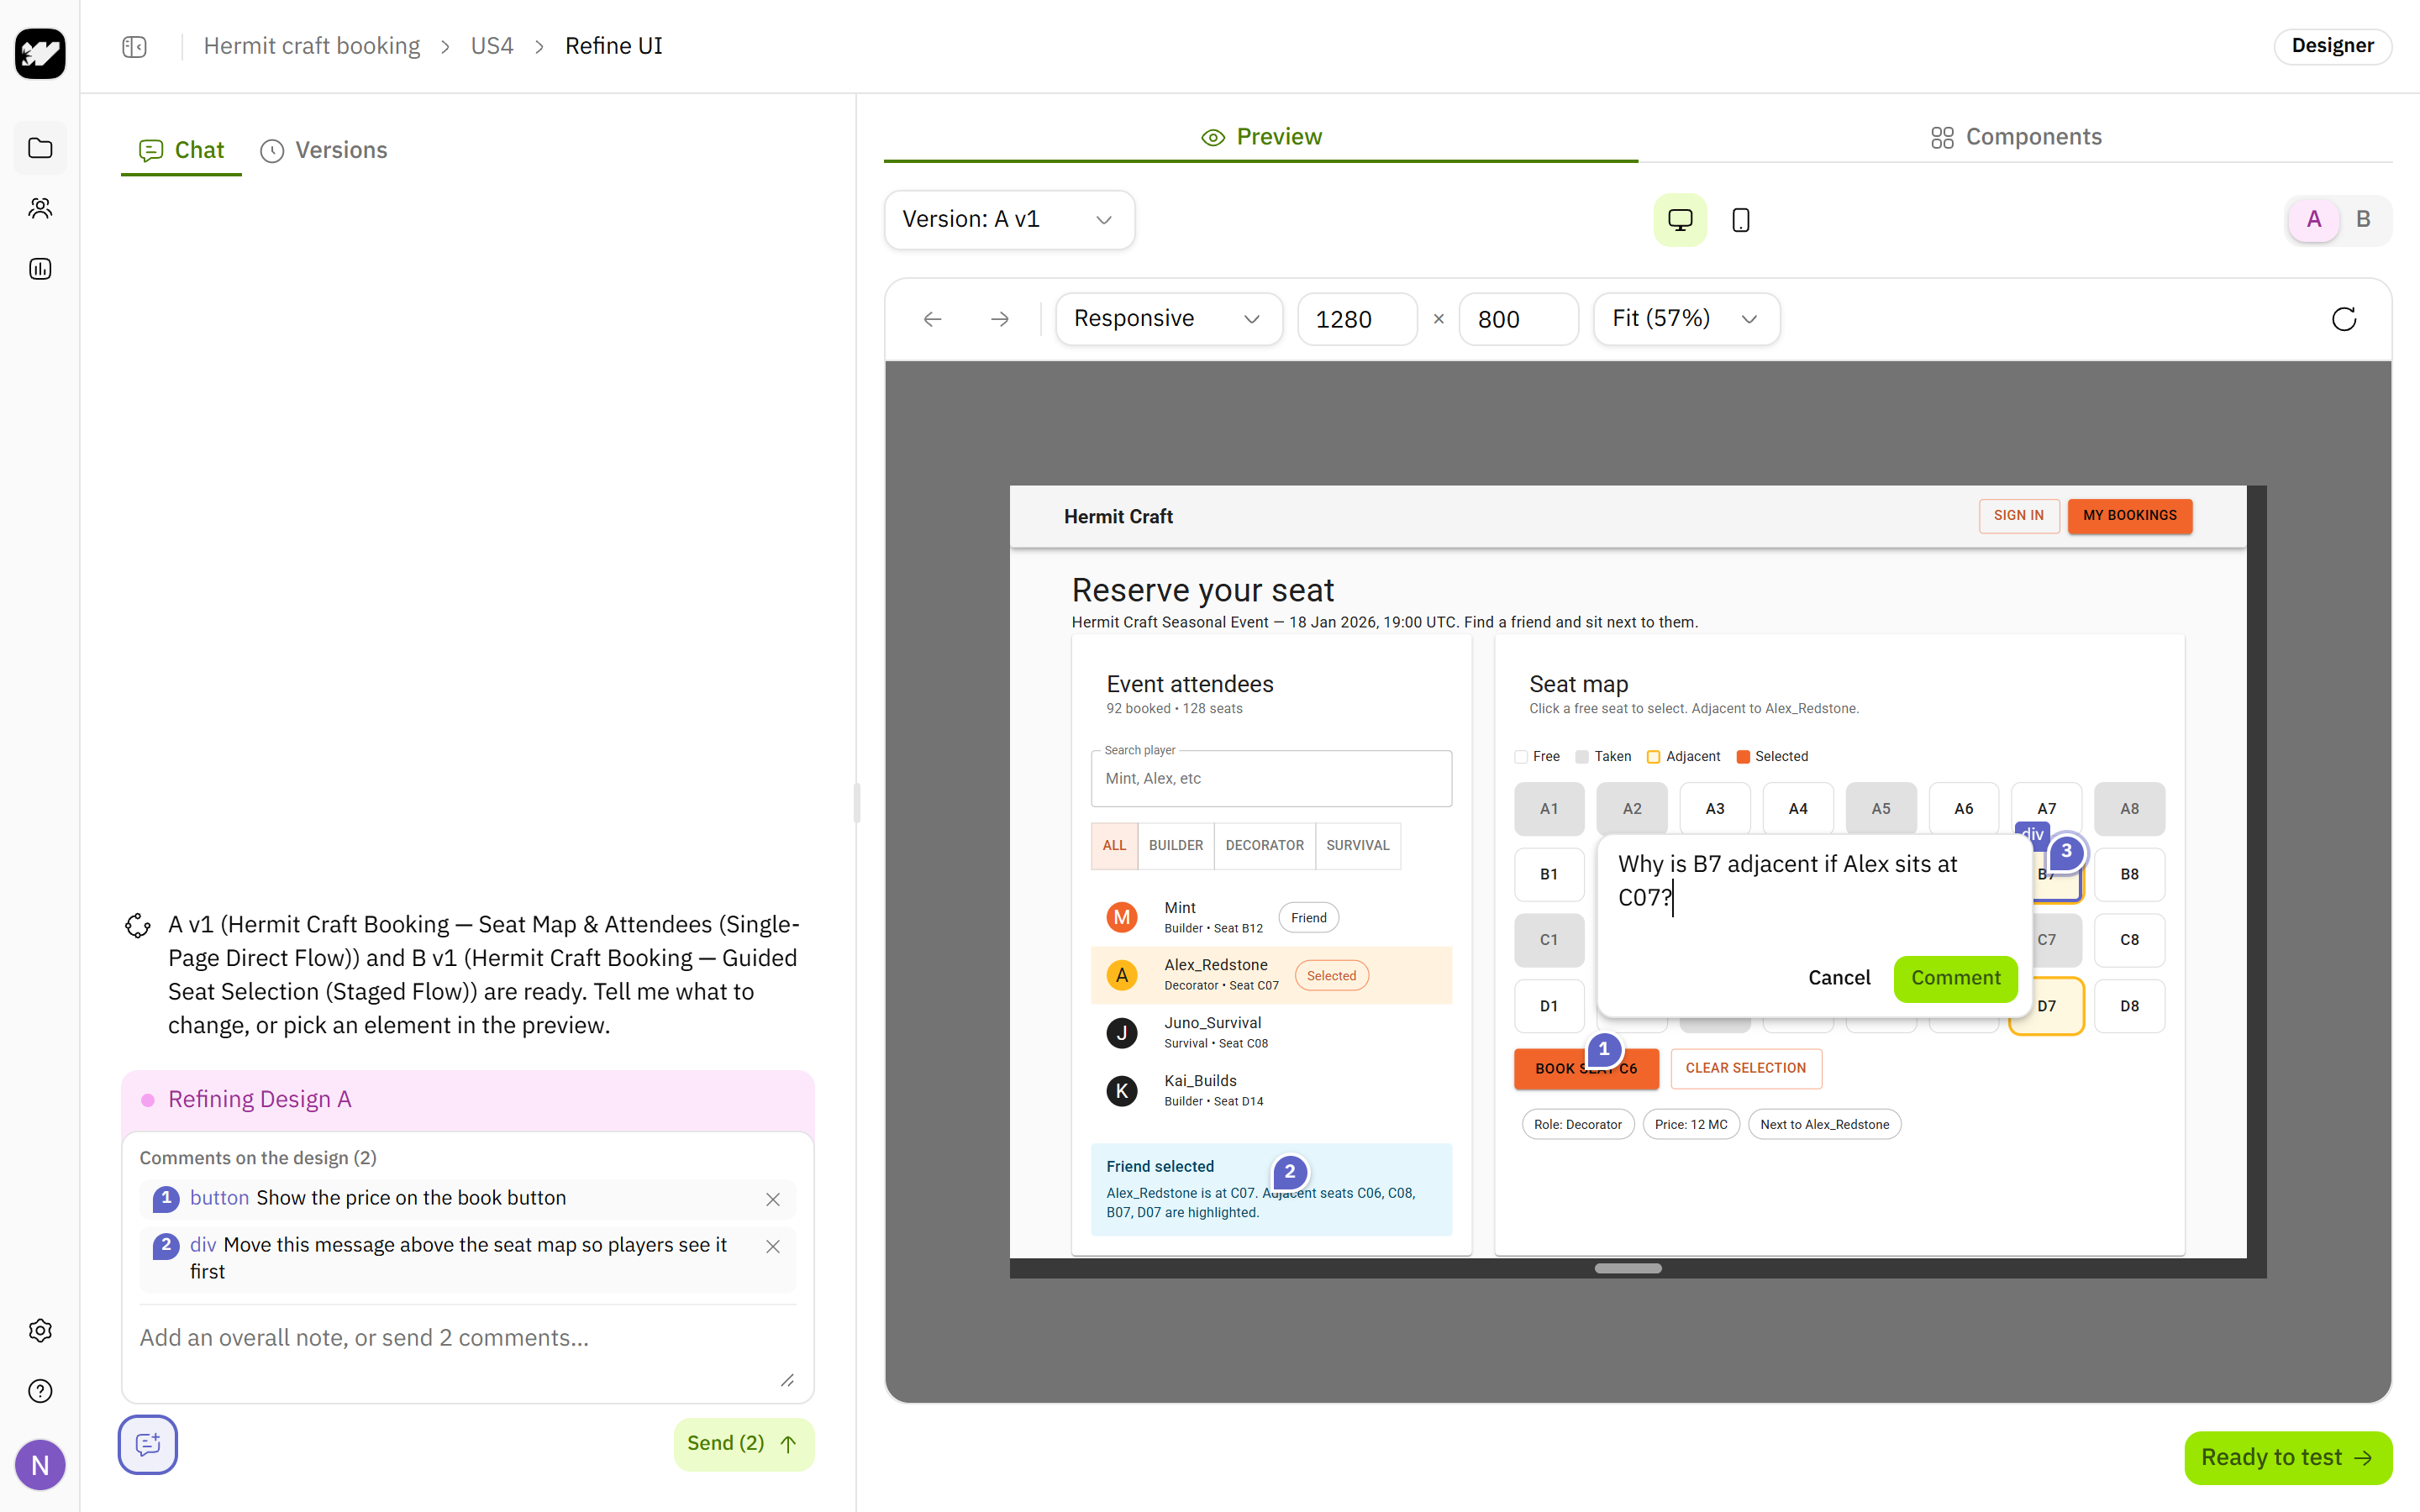 Hermit craft booking > US4 > Refine UI
Designer
Chat
Versions
Preview
Components
Version: A v1
A
B
Responsive
1280 × 800
Fit (57%)
Hermit Craft
SIGN IN
MY BOOKINGS
Reserve your seat
Hermit Craft Seasonal Event — 18 Jan 2026, 19:00 UTC. Find a friend and sit next to them.
Event attendees
92 booked • 128 seats
Search player
Mint, Alex, etc
ALL
BUILDER
DECORATOR
SURVIVAL
M
Mint
Builder • Seat B12
Friend
A
Alex_Redstone
Decorator • Seat C07
Selected
J
Juno_Survival
Survival • Seat C08
K
Kai_Builds
Builder • Seat D14
Friend selected
2
Alex_Redstone is at C07. Adjacent seats C06, C08,
B07, D07 are highlighted.
Seat map
Click a free seat to select. Adjacent to Alex_Redstone.
Free
Taken
Adjacent
Selected
A1 A2 A3 A4 A5 A6 A7 A8
div
3
B1 B7 B8
C1 C7 C8
D1 D7 D8
Why is B7 adjacent if Alex sits at
C07?
Cancel
Comment
1
BOOK SEAT C6
CLEAR SELECTION
Role: Decorator
Price: 12 MC
Next to Alex_Redstone
A v1 (Hermit Craft Booking — Seat Map & Attendees (Single-
Page Direct Flow)) and B v1 (Hermit Craft Booking — Guided
Seat Selection (Staged Flow)) are ready. Tell me what to
change, or pick an element in the preview.
Refining Design A
Comments on the design (2)
1 button Show the price on the book button
2 div Move this message above the seat map so players see it
first
Add an overall note, or send 2 comments...
Send (2)
N
Ready to test